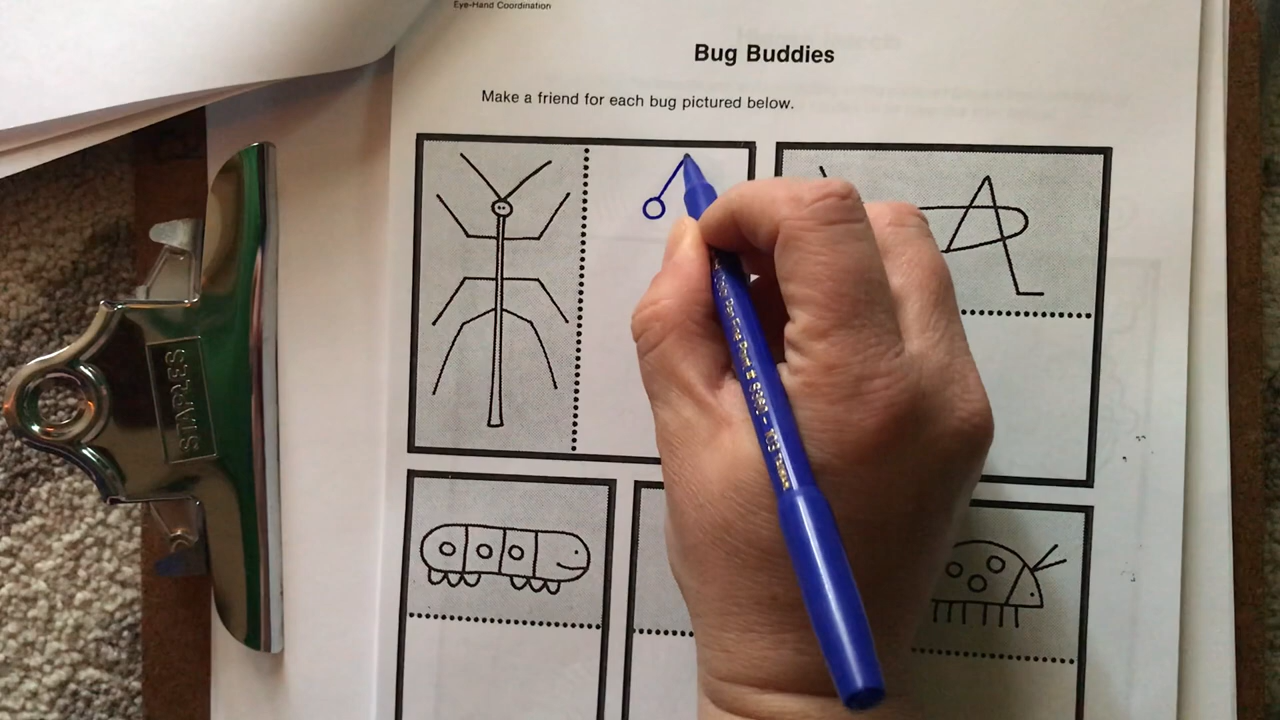 Eye-Hand Coordination
Bug Buddies
Make a friend for each bug pictured below.
STAPLES